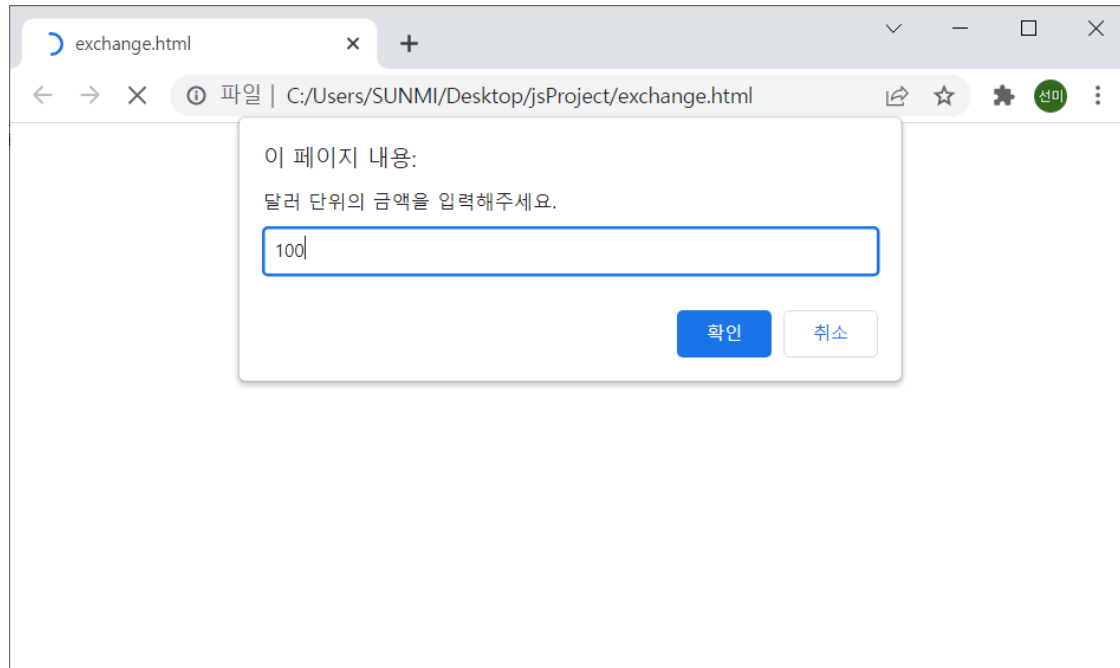 exchange.html
파일 | C:/Users/SUNMI/Desktop/jsProject/exchange.html
선미
이 페이지 내용:
달러 단위의 금액을 입력해주세요.
100
확인 취소